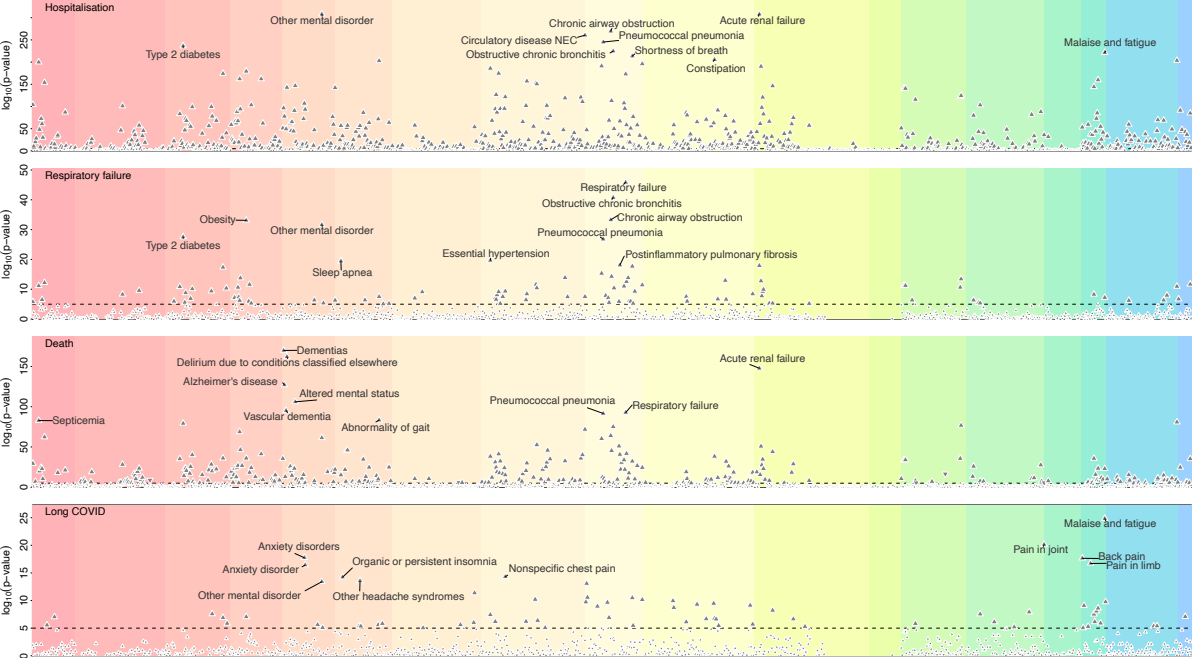 Hospitalisation
Other mental disorder
Chronic airway obstruction
Acute renal failure
Circulatory disease NEC
Pneumococcal pneumonia
Malaise and fatigue
Type 2 diabetes
Obstructive chronic bronchitis
Shortness of breath
Constipation
log10(p−value)
250
150
50
0
Respiratory failure
Respiratory failure
Obstructive chronic bronchitis
Obesity
Chronic airway obstruction
Other mental disorder
Pneumococcal pneumonia
Type 2 diabetes
Essential hypertension
Postinflammatory pulmonary fibrosis
Sleep apnea
log10(p−value)
50
40
30
20
10
0
Death
Dementias
Delirium due to conditions classified elsewhere
Acute renal failure
Alzheimer's disease
Altered mental status
Pneumococcal pneumonia
Respiratory failure
Vascular dementia
Septicemia
Abnormality of gait
log10(p−value)
150
100
50
0
Long COVID
Malaise and fatigue
Anxiety disorders
Pain in joint
Organic or persistent insomnia
Back pain
Anxiety disorder
Nonspecific chest pain
Pain in limb
Other mental disorder
Other headache syndromes
log10(p−value)
25
20
15
10
5
0